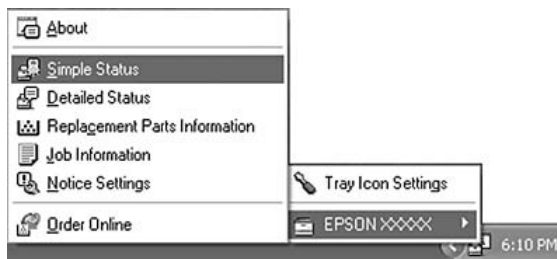 About
Simple Status
Detailed Status
Replacement Parts Information
Job Information
Notice Settings
Order Online
Tray Icon Settings
EPSON XXXXX
6:10 PM